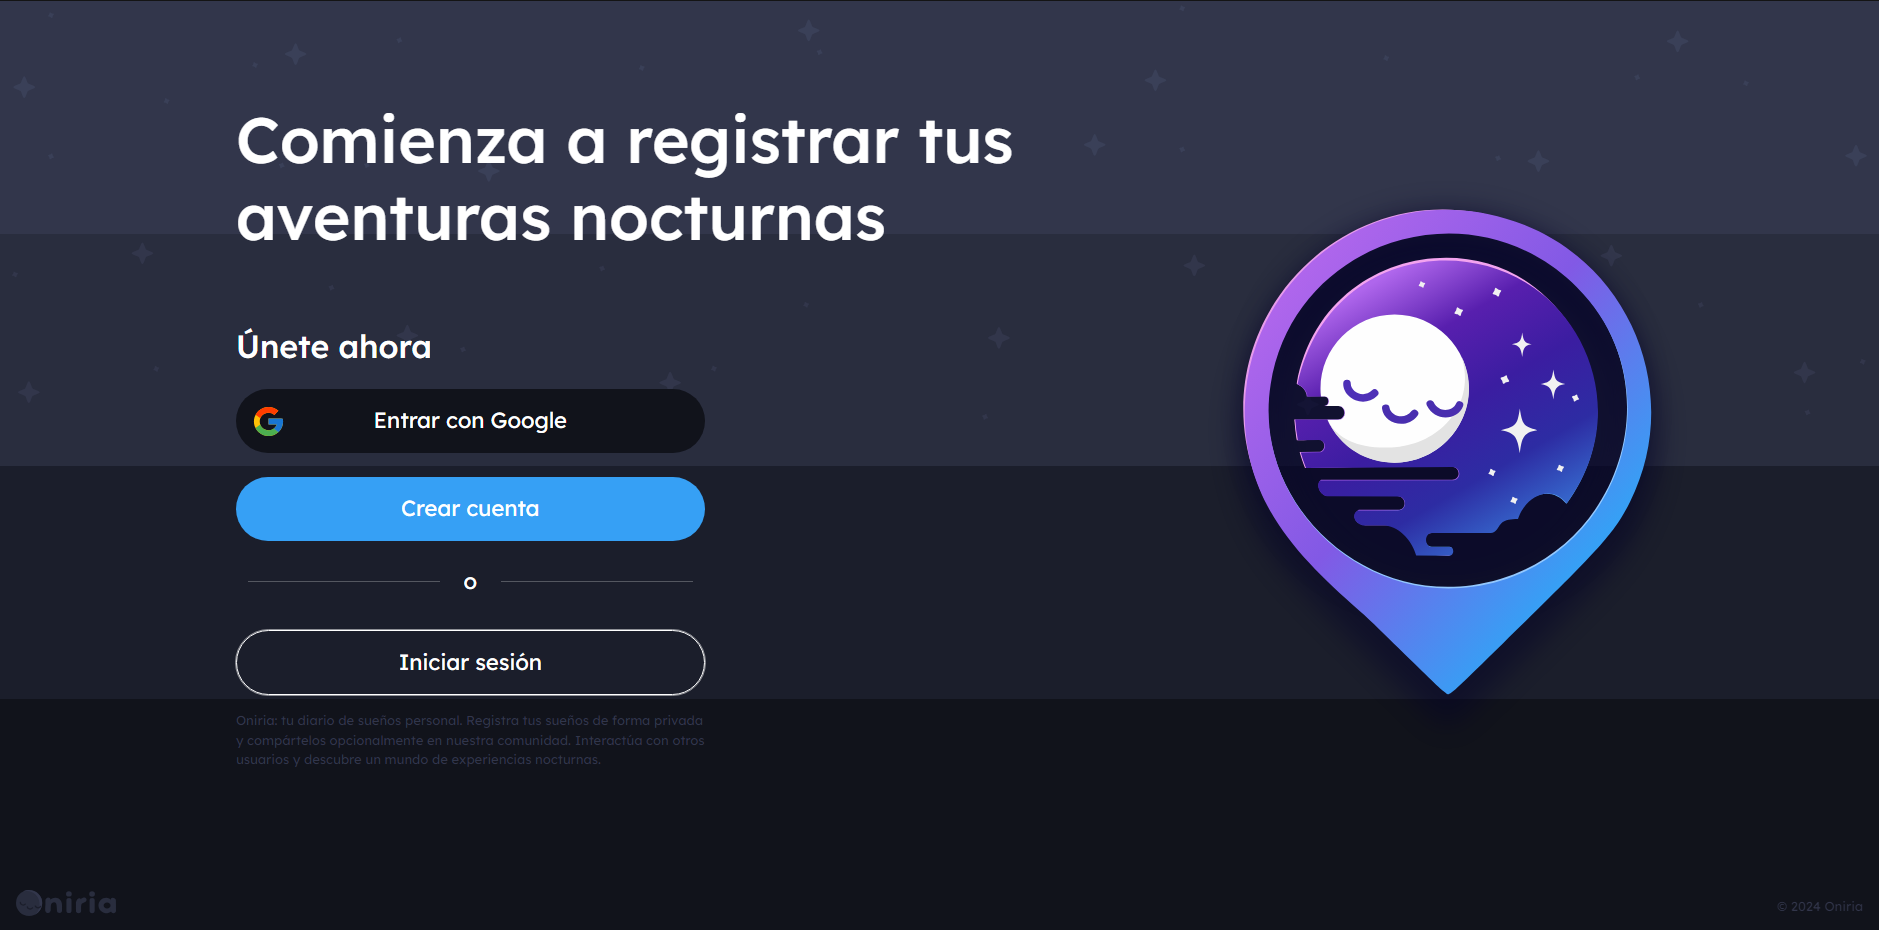 Comienza a registrar tus
aventuras nocturnas
Únete ahora
Entrar con Google
Crear cuenta
o
Iniciar sesión
Oniria: tu diario de sueños personal. Registra tus sueños de forma privada
y compártelos opcionalmente en nuestra comunidad. Interactúa con otros
usuarios y descubre un mundo de experiencias nocturnas.
Oniria
© 2024 Oniria